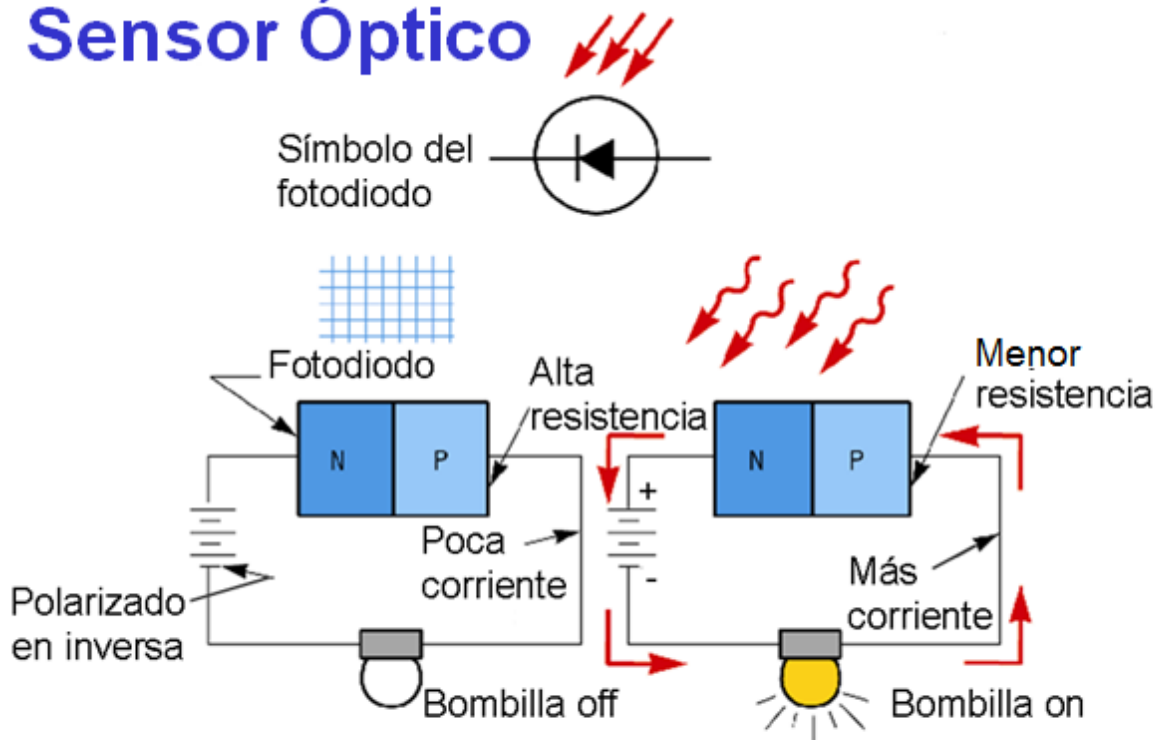 Sensor Óptico
Símbolo del
fotodiodo
Fotodiodo
Alta
resistencia
N
P
Poca
corriente
Polarizado
en inversa
Bombilla off
Menor
resistencia
N
P
+
-
Más
corriente
Bombilla on